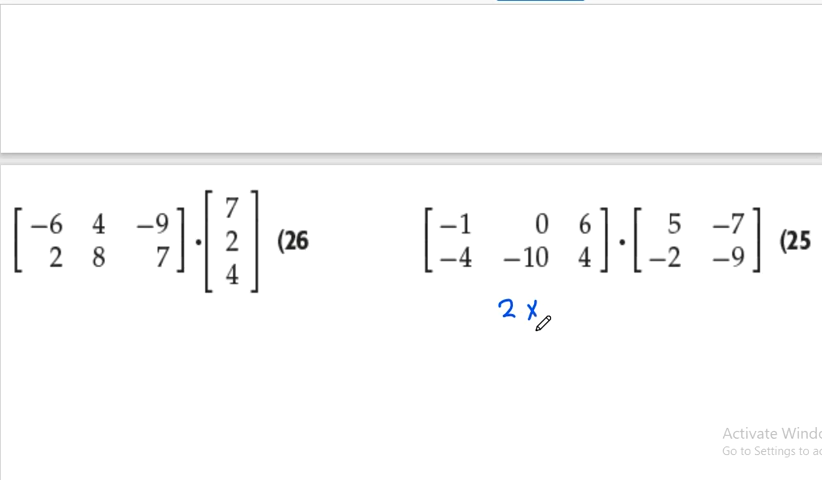 [−6 4 −9] · [7] (26 [−1 0 6] · [5 −7] (25
[2 8 7] [2] [−4 −10 4] [−2 −9]
[4]
2 x
Activate Windo
Go to Settings to ac